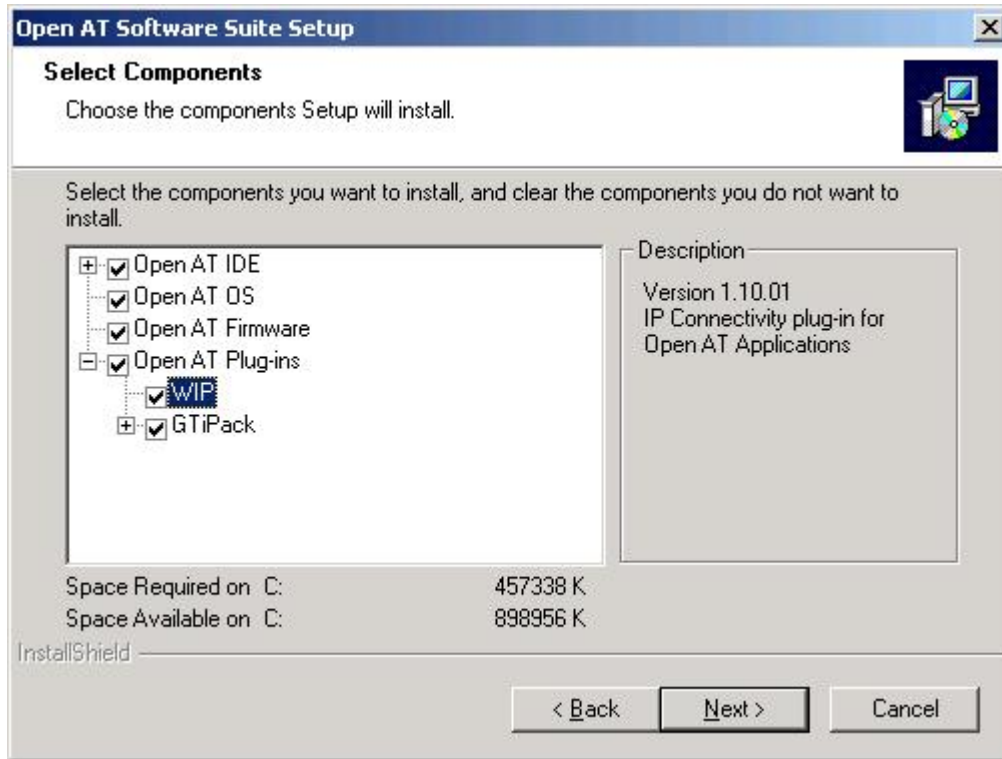 Open AT Software Suite Setup
Select Components
Choose the components Setup will install.
Select the components you want to install, and clear the components you do not want to
install.
Open AT IDE
Open AT OS
Open AT Firmware
Open AT Plug-ins
WIP
GTiPack
Description
Version 1.10.01
IP Connectivity plug-in for
Open AT Applications
Space Required on C: 457338 K
Space Available on C: 898956 K
InstallShield
< Back Next > Cancel